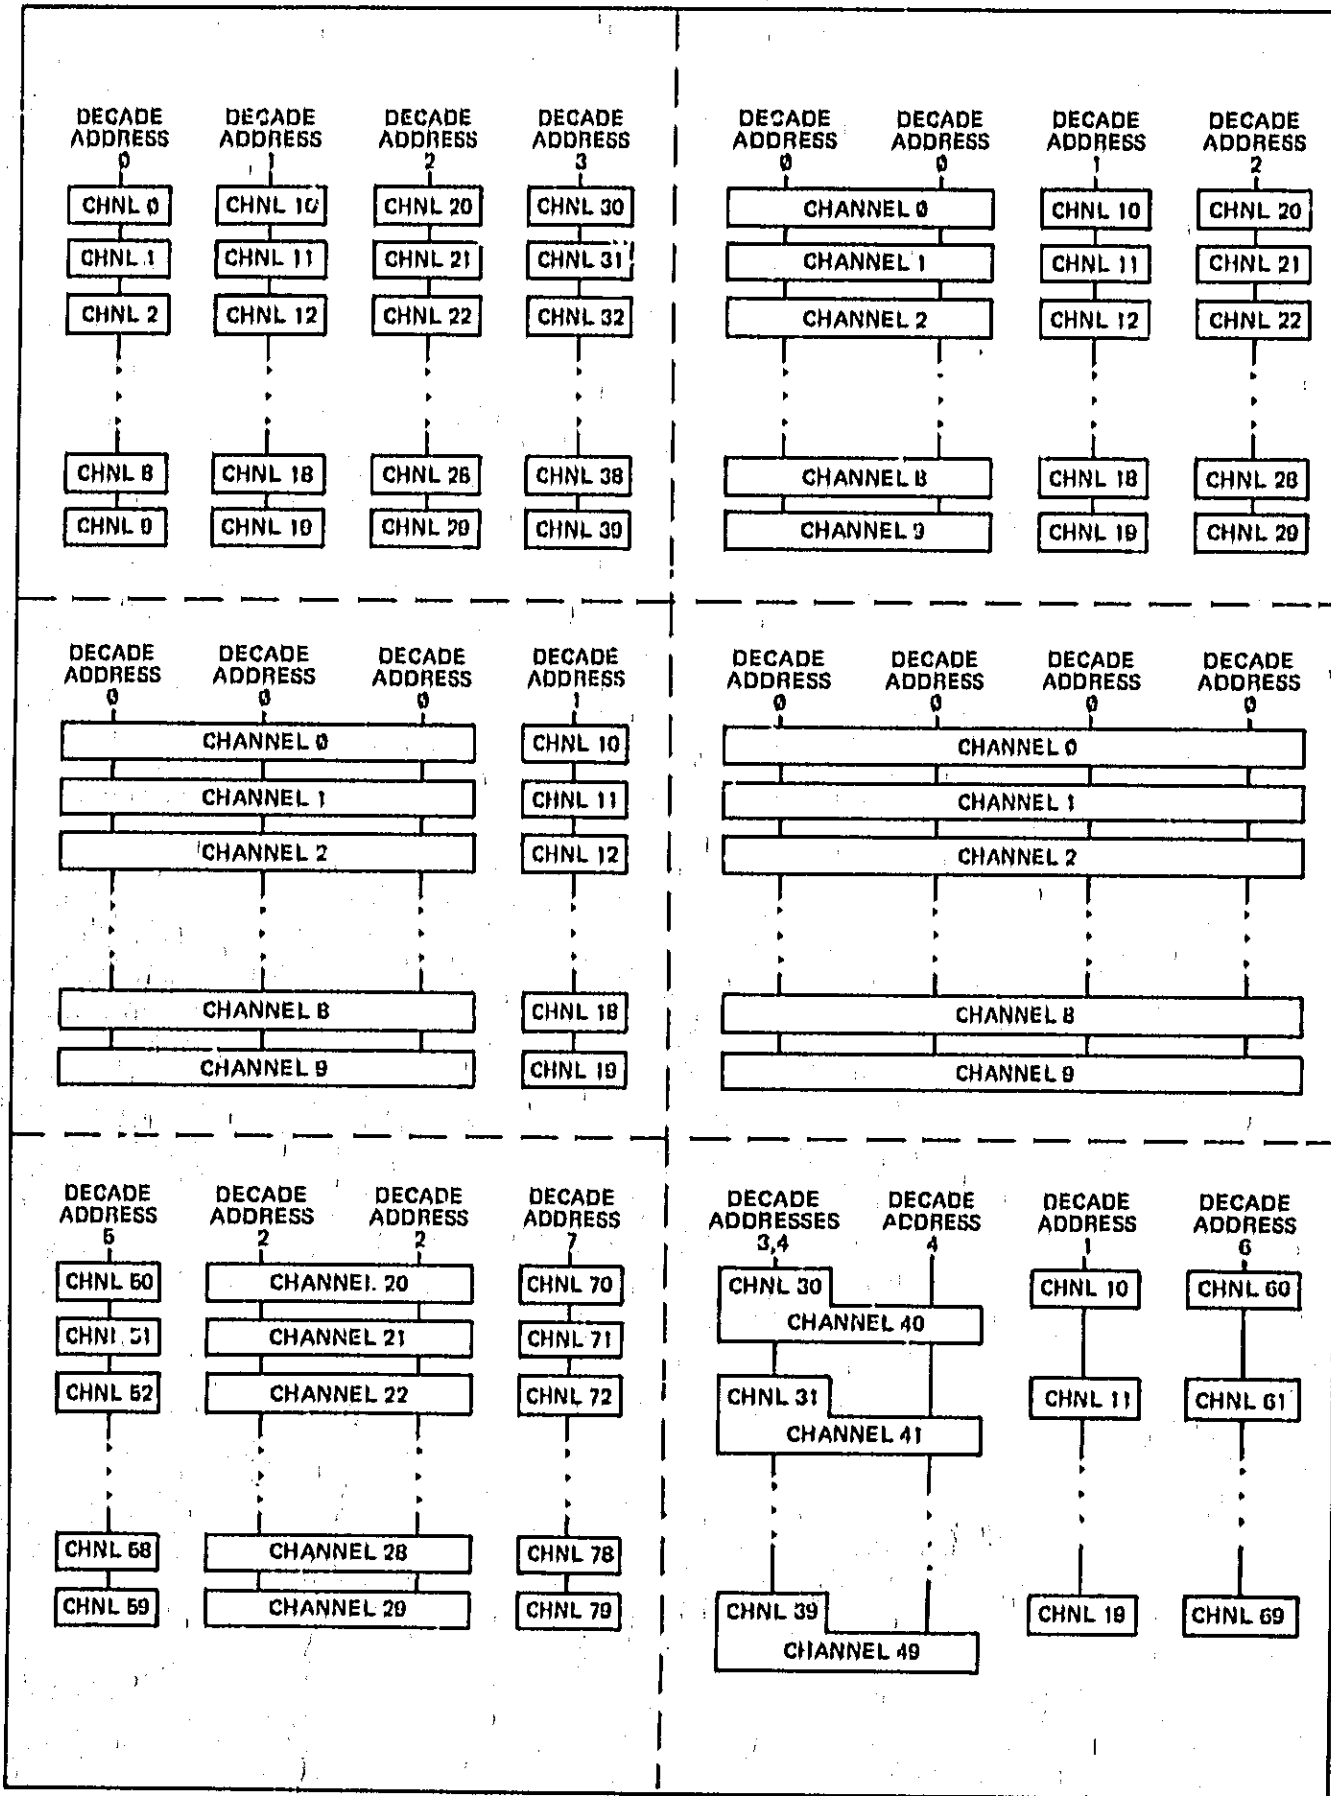 DECADE ADDRESS 0 DECADE ADDRESS 1 DECADE ADDRESS 2 DECADE ADDRESS 3
CHNL 0 CHNL 10 CHNL 20 CHNL 30
CHNL 1 CHNL 11 CHNL 21 CHNL 31
CHNL 2 CHNL 12 CHNL 22 CHNL 32
CHNL 8 CHNL 18 CHNL 28 CHNL 38
CHNL 9 CHNL 19 CHNL 29 CHNL 39
DECADE ADDRESS 0 DECADE ADDRESS 0 DECADE ADDRESS 1 DECADE ADDRESS 2
CHANNEL 0 CHNL 10 CHNL 20
CHANNEL 1 CHNL 11 CHNL 21
CHANNEL 2 CHNL 12 CHNL 22
CHANNEL 8 CHNL 18 CHNL 28
CHANNEL 9 CHNL 19 CHNL 29
DECADE ADDRESS 0 DECADE ADDRESS 0 DECADE ADDRESS 0 DECADE ADDRESS 1
CHANNEL 0 CHNL 10
CHANNEL 1 CHNL 11
CHANNEL 2 CHNL 12
CHANNEL 8 CHNL 18
CHANNEL 9 CHNL 19
DECADE ADDRESS 0 DECADE ADDRESS 0 DECADE ADDRESS 0 DECADE ADDRESS 0
CHANNEL 0
CHANNEL 1
CHANNEL 2
CHANNEL 8
CHANNEL 9
DECADE ADDRESS 5 DECADE ADDRESS 2 DECADE ADDRESS 2 DECADE ADDRESS 7
CHNL 50 CHANNEL 20 CHNL 70
CHNL 51 CHANNEL 21 CHNL 71
CHNL 52 CHANNEL 22 CHNL 72
CHNL 58 CHANNEL 28 CHNL 78
CHNL 59 CHANNEL 29 CHNL 79
DECADE ADDRESSES 3,4 DECADE ADDRESS 4 DECADE ADDRESS 1 DECADE ADDRESS 6
CHNL 30 CHNL 10 CHNL 60
CHANNEL 40
CHNL 31 CHNL 11 CHNL 61
CHANNEL 41
CHNL 39 CHNL 19 CHNL 69
CHANNEL 49